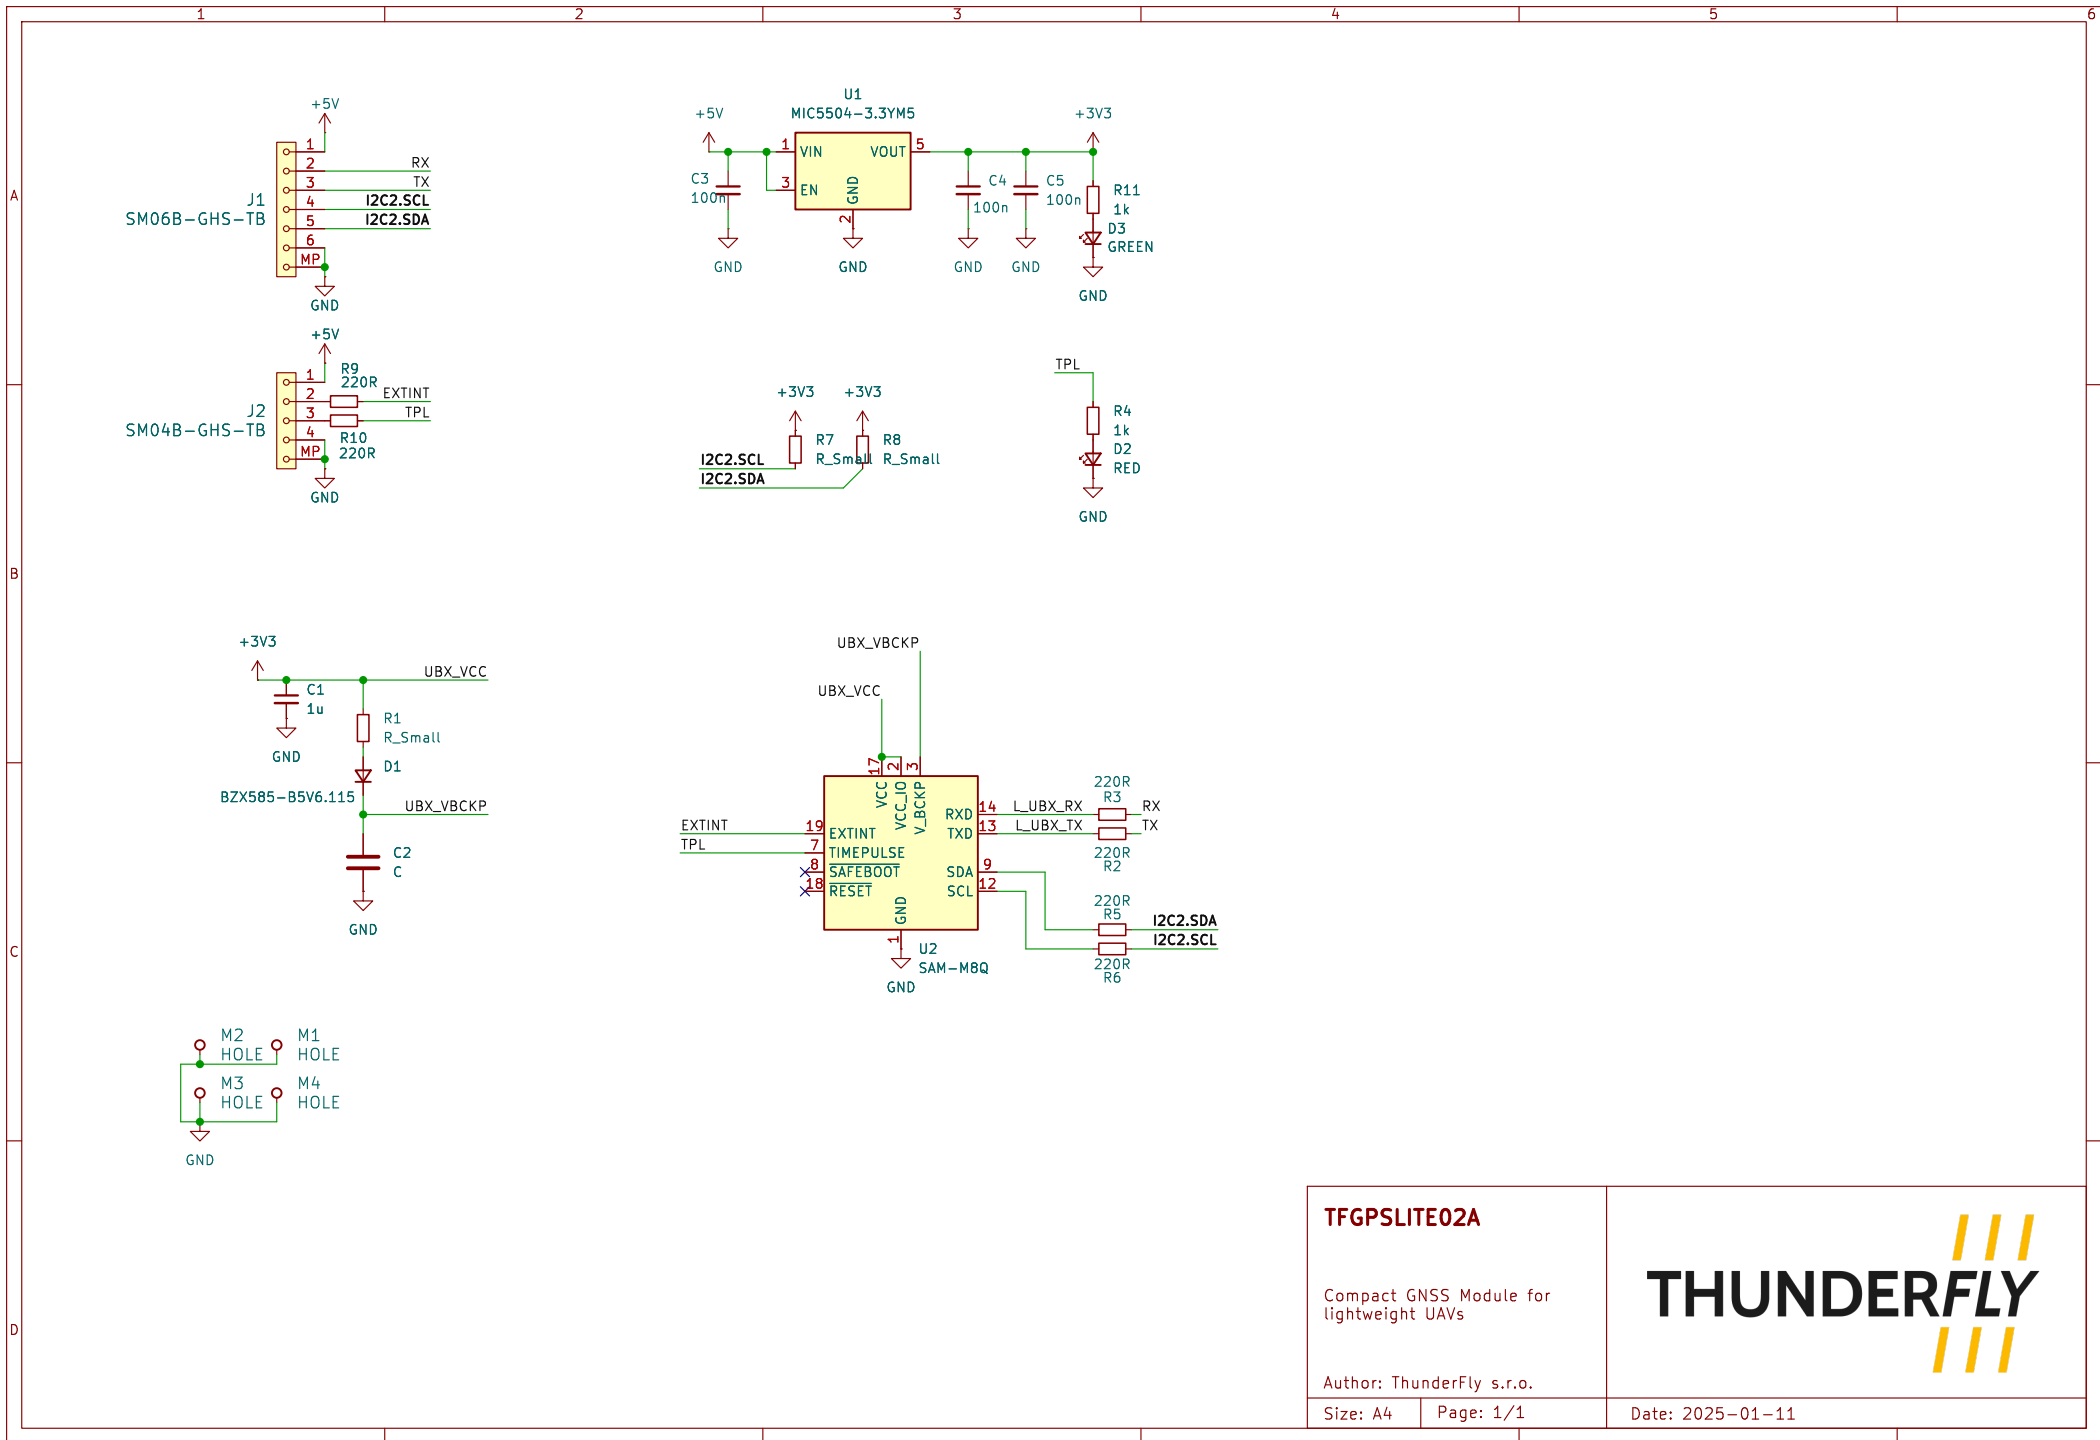 1 2 3 4 5 6
A
B
C
D
+5V
1
2 RX
3 TX
4 I2C2.SCL
5 I2C2.SDA
6
MP
J1
SM06B-GHS-TB
GND
+5V
R9
220R
1
2 EXTINT
3 TPL
4
MP
J2
SM04B-GHS-TB
R10
220R
GND
U1
MIC5504-3.3YM5
+5V
+3V3
1 VIN
VOUT 5
3 EN
GND
2
C3
100n
C4
100n
C5
100n
R11
1k
D3
GREEN
GND
GND
GND
GND
GND
+3V3
+3V3
R7
R_Small
R8
R_Small
I2C2.SCL
I2C2.SDA
TPL
R4
1k
D2
RED
GND
+3V3
UBX_VCC
C1
1u
GND
R1
R_Small
D1
BZX585-B5V6.115
UBX_VBCKP
C2
C
GND
UBX_VBCKP
UBX_VCC
17 2 3
VCC
VCC_IO
V_BCKP
EXTINT 19 EXTINT
TPL 7 TIMEPULSE
8 SAFEBOOT
18 RESET
GND
1
RXD 14 L_UBX_RX
TXD 13 L_UBX_TX
SDA 9
SCL 12
220R
R3
RX
TX
220R
R2
220R
R5
I2C2.SDA
I2C2.SCL
220R
R6
U2
SAM-M8Q
GND
M2
HOLE
M1
HOLE
M3
HOLE
M4
HOLE
GND
TFGPSLITE02A
Compact GNSS Module for
lightweight UAVs
Author: ThunderFly s.r.o.
Size: A4
Page: 1/1
Date: 2025-01-11
THUNDERFLY